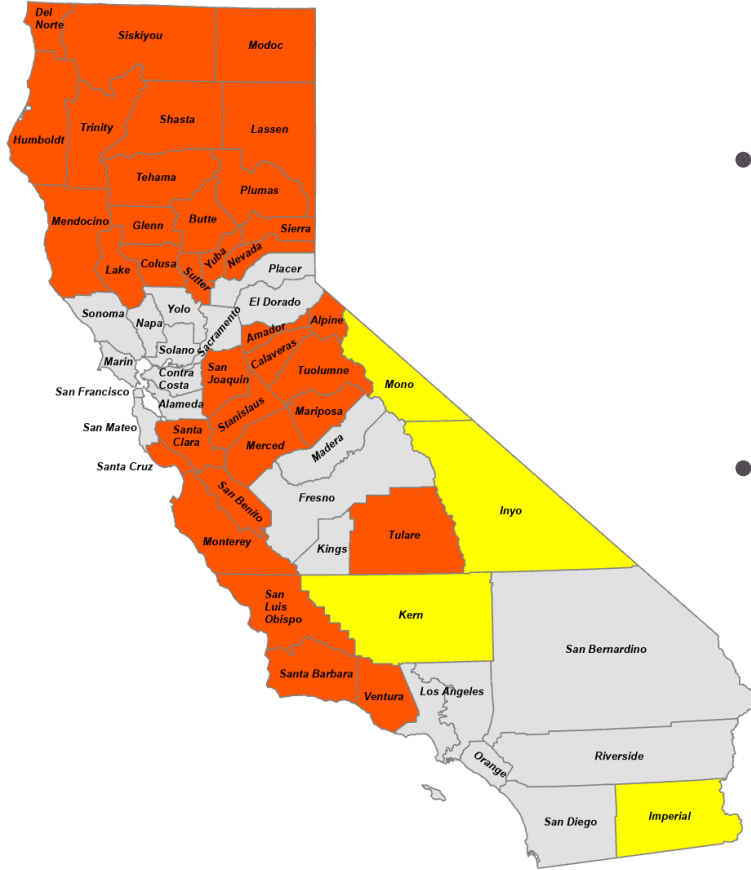 Del
Norte
Siskiyou
Modoc
Humboldt
Trinity
Shasta
Lassen
Tehama
Plumas
Mendocino
Glenn
Butte
Sierra
Lake
Colusa
Sutter
Yuba
Nevada
Placer
Sonoma
Napa
Yolo
Sacramento
El Dorado
Solano
Amador
Alpine
Marin
Contra
Costa
San
Joaquin
Calaveras
Tuolumne
Mono
San Francisco
Alameda
Stanislaus
Mariposa
San Mateo
Santa
Clara
Merced
Madera
Santa Cruz
San Benito
Fresno
Inyo
Monterey
Kings
Tulare
San
Luis
Obispo
Kern
San Bernardino
Santa Barbara
Ventura
Los Angeles
Orange
Riverside
San Diego
Imperial